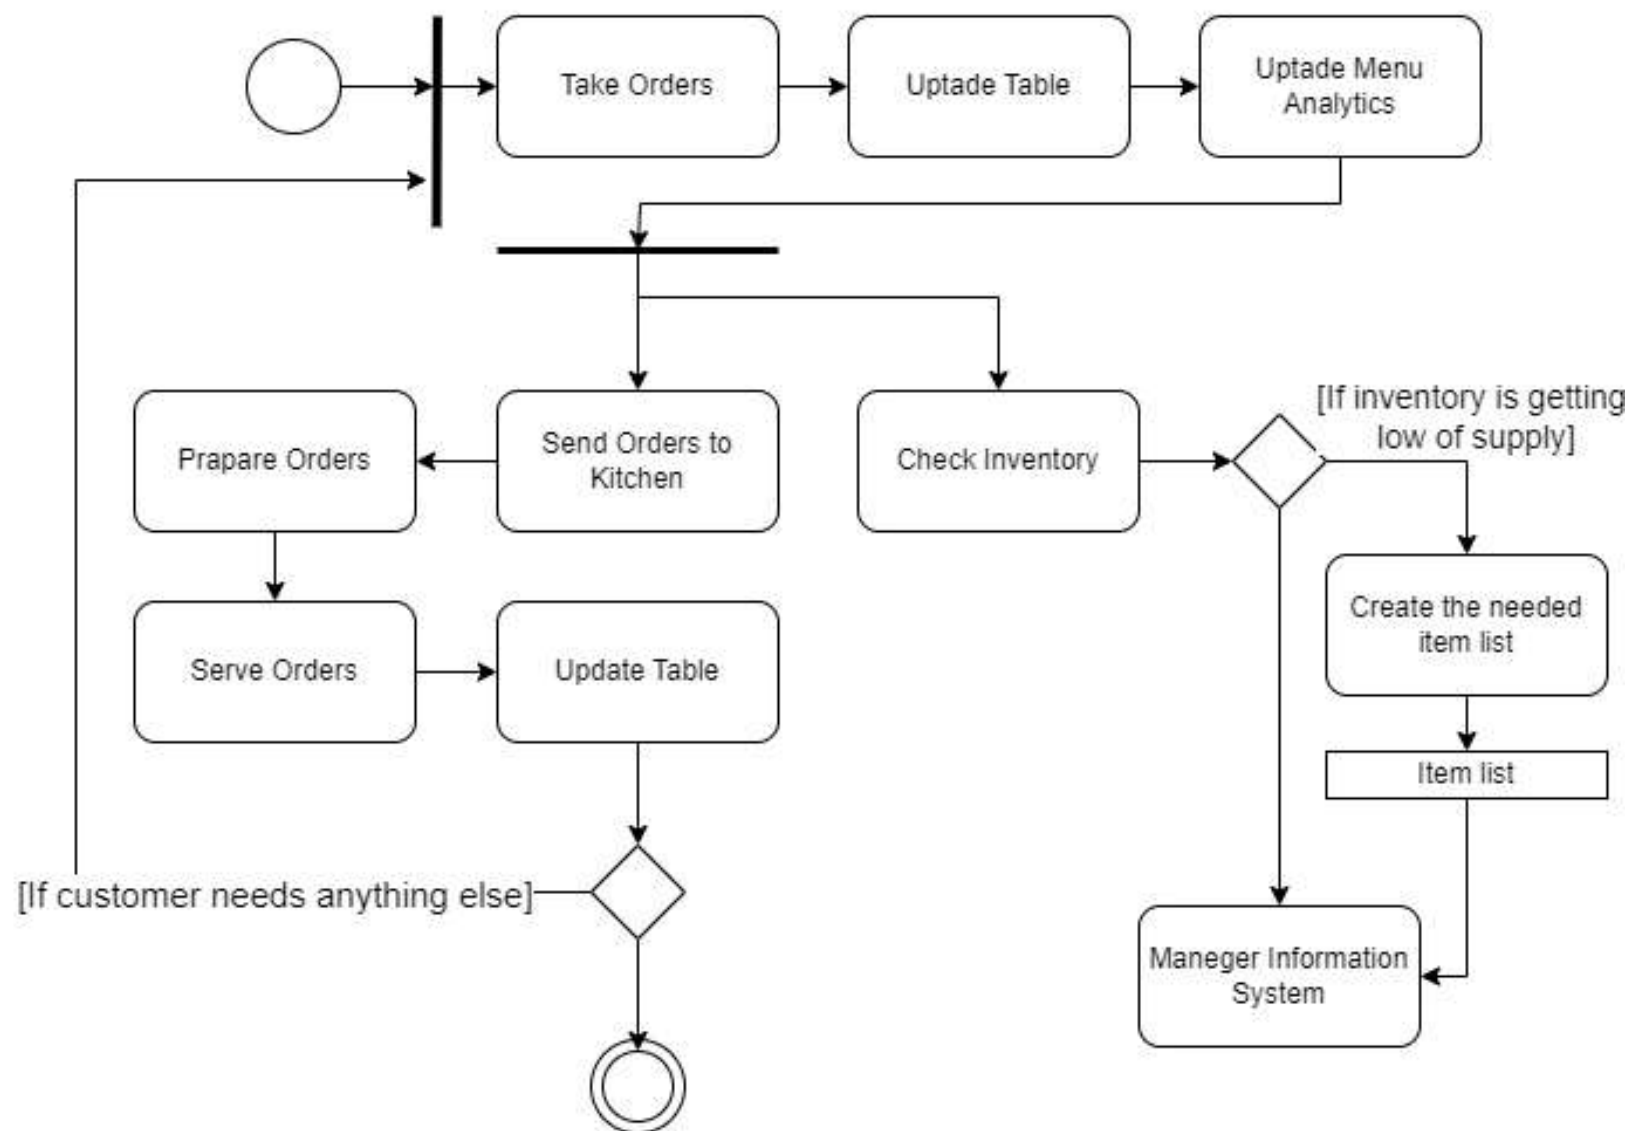 Take Orders
Uptade Table
Uptade Menu
Analytics
Prapare Orders
Send Orders to
Kitchen
Check Inventory
[If inventory is getting
low of supply]
Serve Orders
Update Table
Create the needed
item list
Item list
[If customer needs anything else]
Maneger Information
System